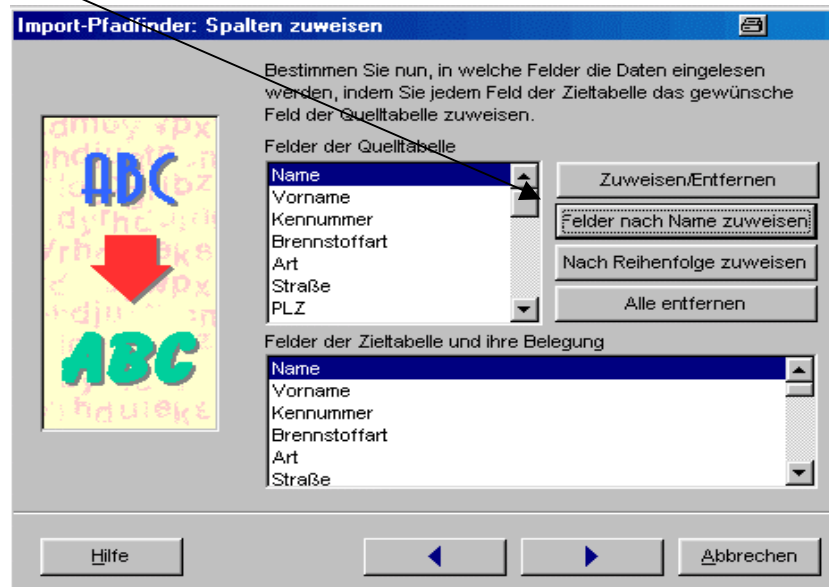 Import-Pfadfinder: Spalten zuweisen
Bestimmen Sie nun, in welche Felder die Daten eingelesen
werden, indem Sie jedem Feld der Zieltabelle das gewünsche
Feld der Quelltabelle zuweisen.
Felder der Quelltabelle
Name
Vorname
Kennummer
Brennstoffart
Art
Straße
PLZ
Zuweisen/Entfernen
Felder nach Name zuweisen
Nach Reihenfolge zuweisen
Alle entfernen
Felder der Zieltabelle und ihre Belegung
Name
Vorname
Kennummer
Brennstoffart
Art
Straße
ABC
ABC
Hilfe
Abbrechen